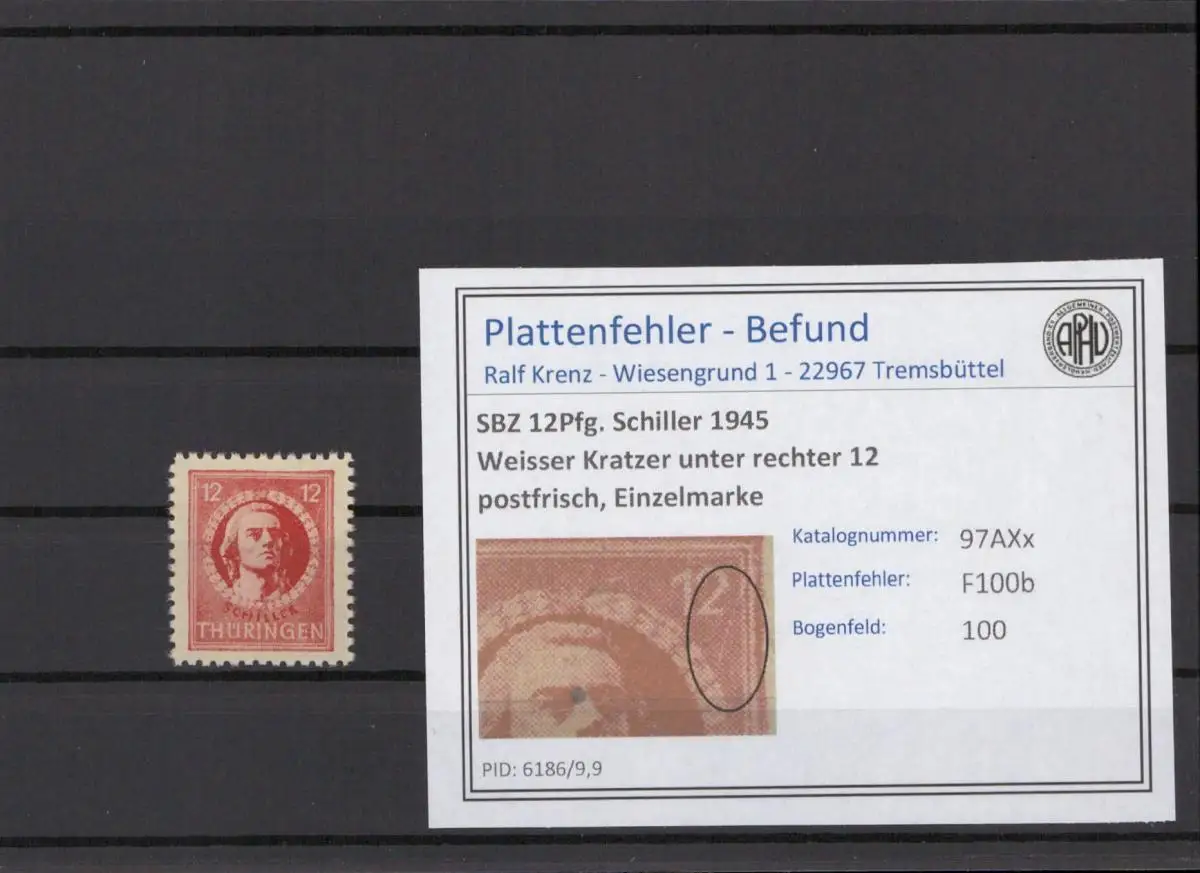 12 12
SCHILLER
THÜRINGEN
Plattenfehler - Befund
Ralf Krenz - Wiesengrund 1 - 22967 Tremsbüttel
APHV
SBZ 12Pfg. Schiller 1945
Weisser Kratzer unter rechter 12
postfrisch, Einzelmarke
12
Katalognummer: 97AXx
Plattenfehler: F100b
Bogenfeld: 100
PID: 6186/9,9